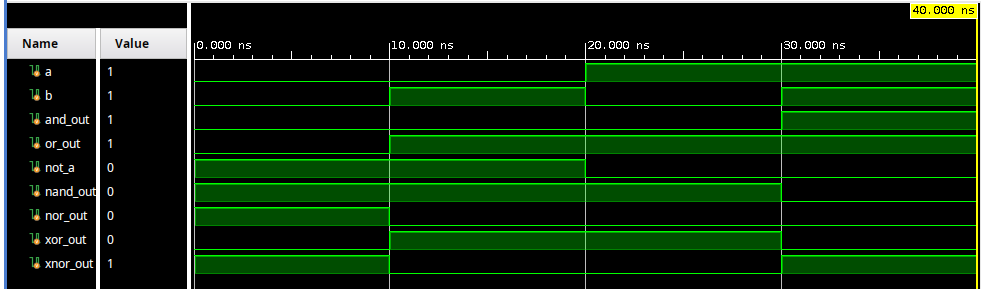 40.000 ns
Name Value
0.000 ns 10.000 ns 20.000 ns 30.000 ns
a 1
b 1
and_out 1
or_out 1
not_a 0
nand_out 0
nor_out 0
xor_out 0
xnor_out 1